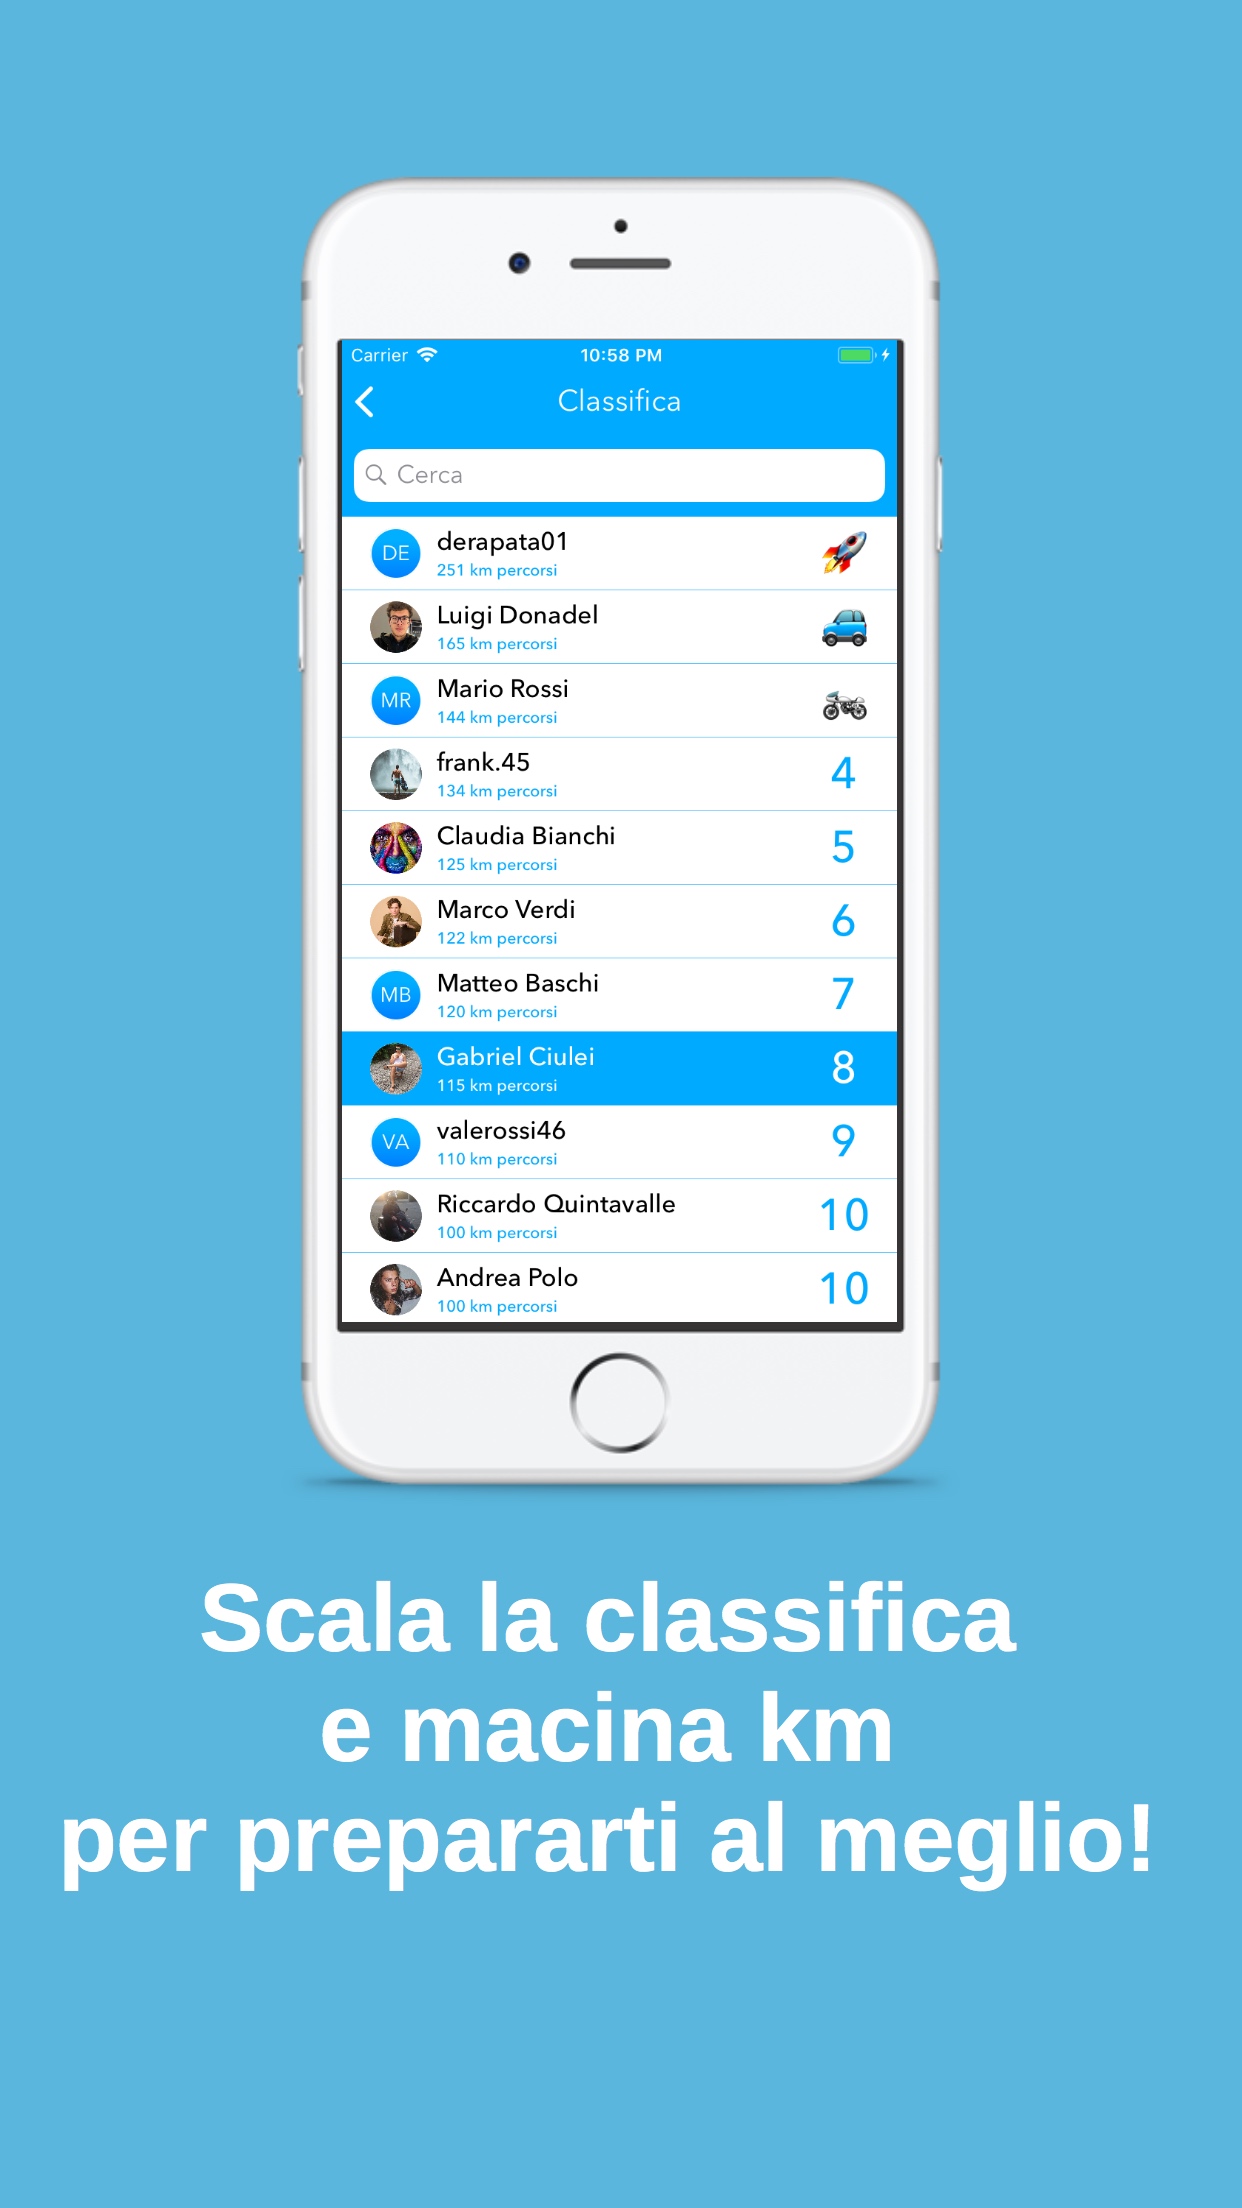 Carrier 10:58 PM
Classifica
Cerca
DE derapata01
251 km percorsi
Luigi Donadel
165 km percorsi
MR Mario Rossi
144 km percorsi
frank.45 4
134 km percorsi
Claudia Bianchi 5
125 km percorsi
Marco Verdi 6
122 km percorsi
MB Matteo Baschi 7
120 km percorsi
Gabriel Ciulei 8
115 km percorsi
VA valerossi46 9
110 km percorsi
Riccardo Quintavalle 10
100 km percorsi
Andrea Polo 10
100 km percorsi
Scala la classifica
e macina km
per prepararti al meglio!